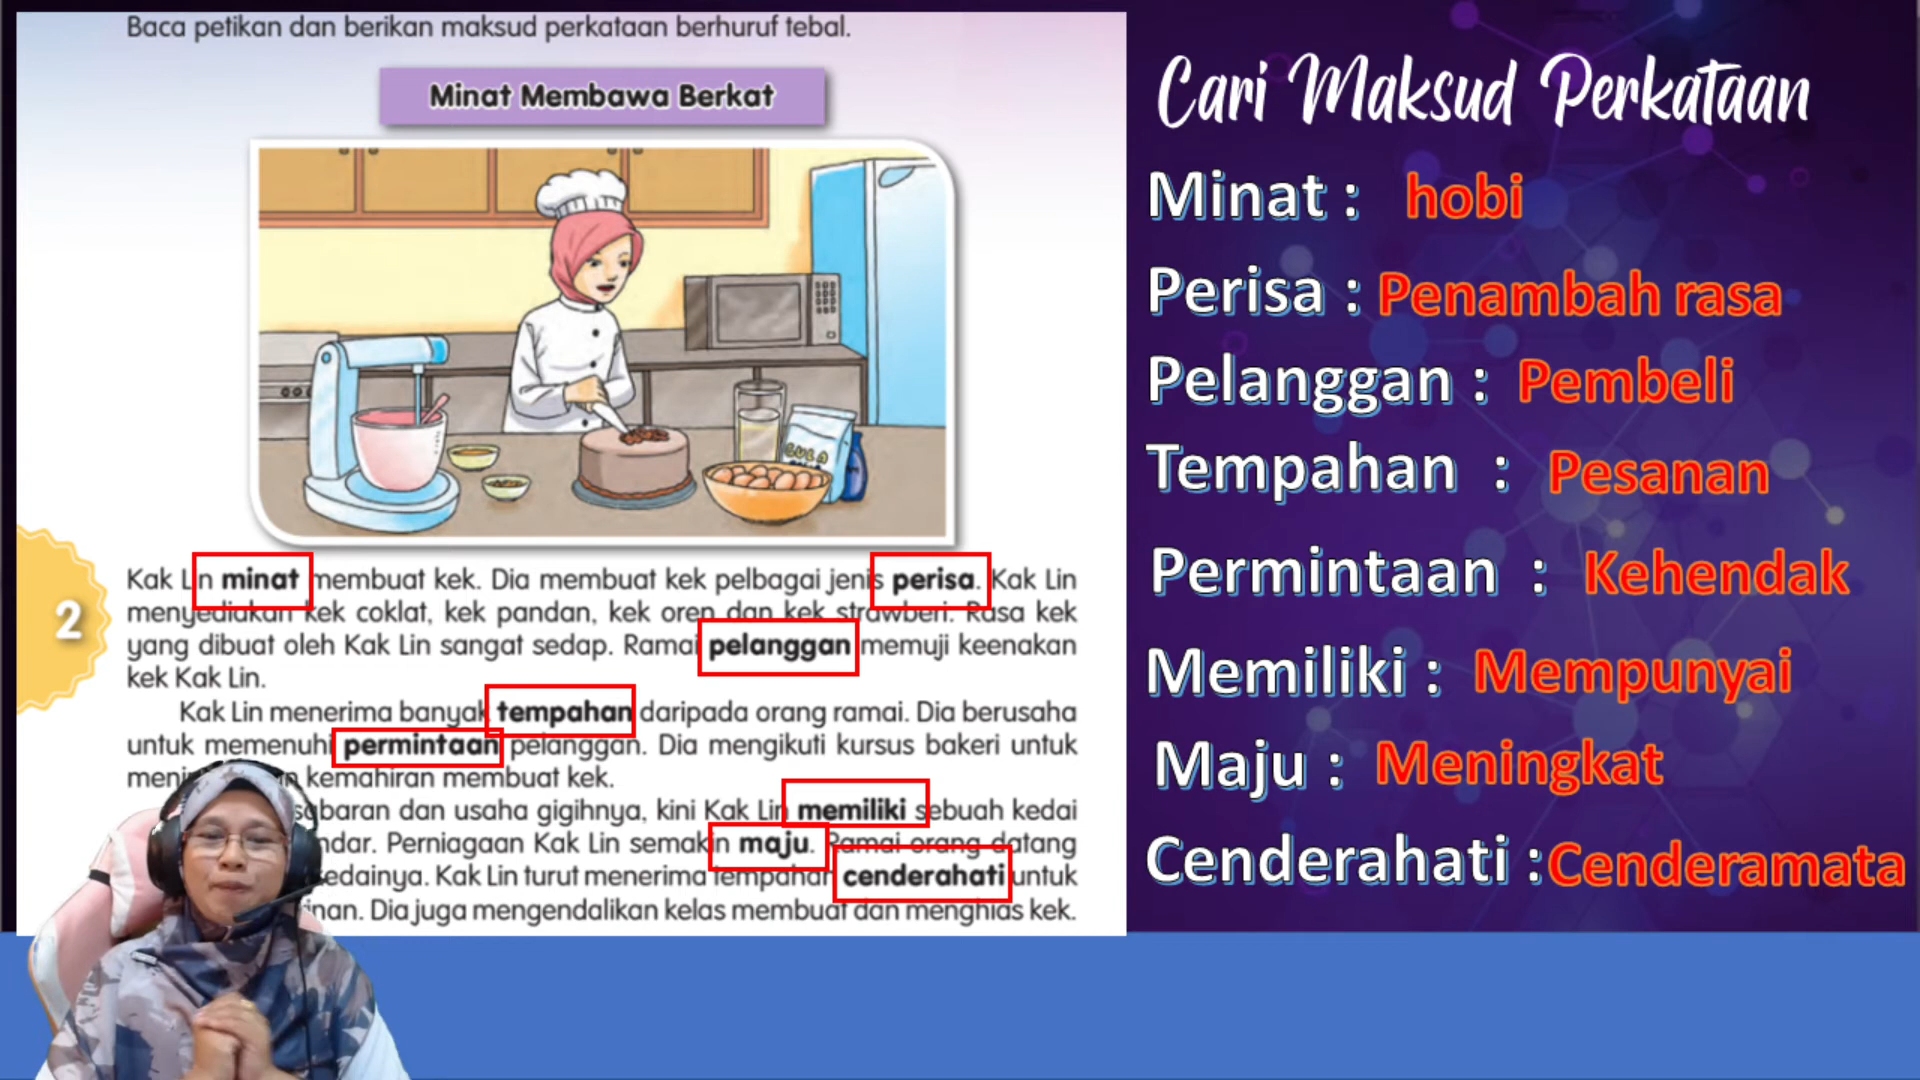 Baca petikan dan berikan maksud perkataan berhuruf tebal.
Minat Membawa Berkat
GULA
2
Kak Lin minat membuat kek. Dia membuat kek pelbagai jenis perisa. Kak Lin
menyediakan kek coklat, kek pandan, kek oren dan kek strawberi. Rasa kek
yang dibuat oleh Kak Lin sangat sedap. Ramai pelanggan memuji keenakan
kek Kak Lin.
Kak Lin menerima banyak tempahan daripada orang ramai. Dia berusaha
untuk memenuhi permintaan pelanggan. Dia mengikuti kursus bakeri untuk
kemahiran membuat kek.
dan usaha gigihnya, kini Kak Lin memiliki sebuah kedai
Perniagaan Kak Lin semakin maju. Ramai orang datang
kedainya. Kak Lin turut menerima tempahan cenderahati untuk
Dia juga mengendalikan kelas membuat dan menghias kek.
Cari Maksud Perkataan
Minat : hobi
Perisa : Penambah rasa
Pelanggan : Pembeli
Tempahan : Pesanan
Permintaan : Kehendak
Memiliki : Mempunyai
Maju : Meningkat
Cenderahati : Cenderamata